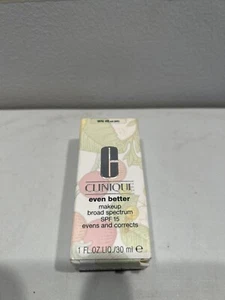 C
CLINIQUE
even better
makeup
broad spectrum
SPF 15
evens and corrects
1 FL.OZ.LIQ./30 ml e